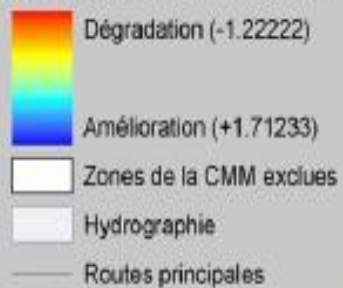 Dégradation (-1.22222)
Amélioration (+1.71233)
Zones de la CMM exclues
Hydrographie
Routes principales